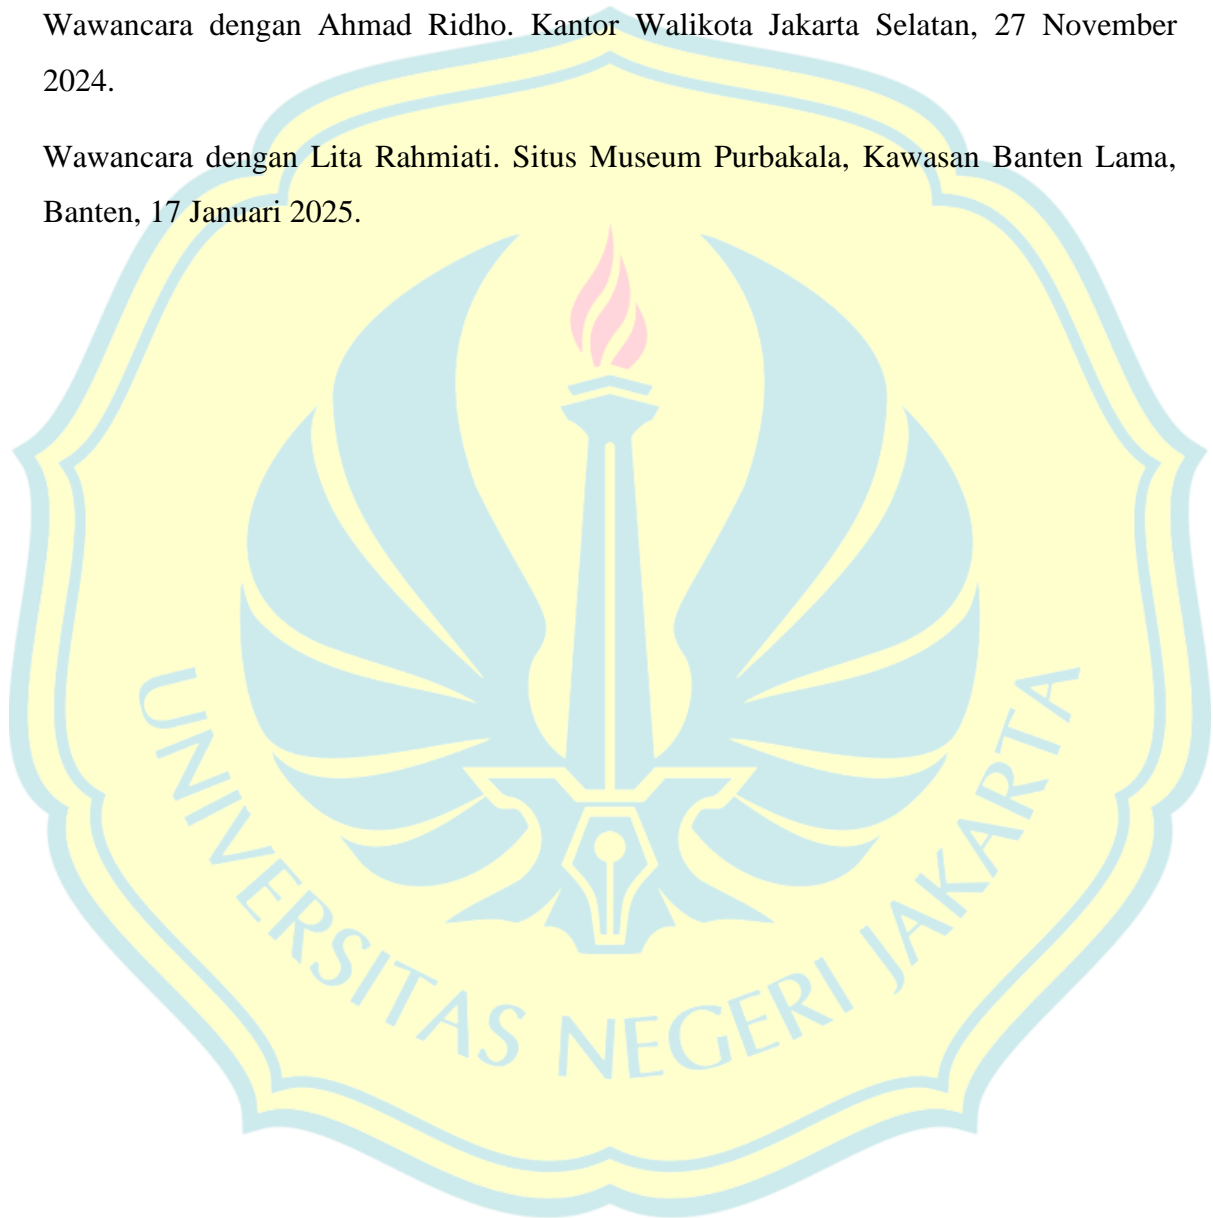 Wawancara dengan Ahmad Ridho. Kantor Walikota Jakarta Selatan, 27 November
2024.
Wawancara dengan Lita Rahmiati. Situs Museum Purbakala, Kawasan Banten Lama,
Banten, 17 Januari 2025.
UNIVERSITAS NEGERI JAKARTA